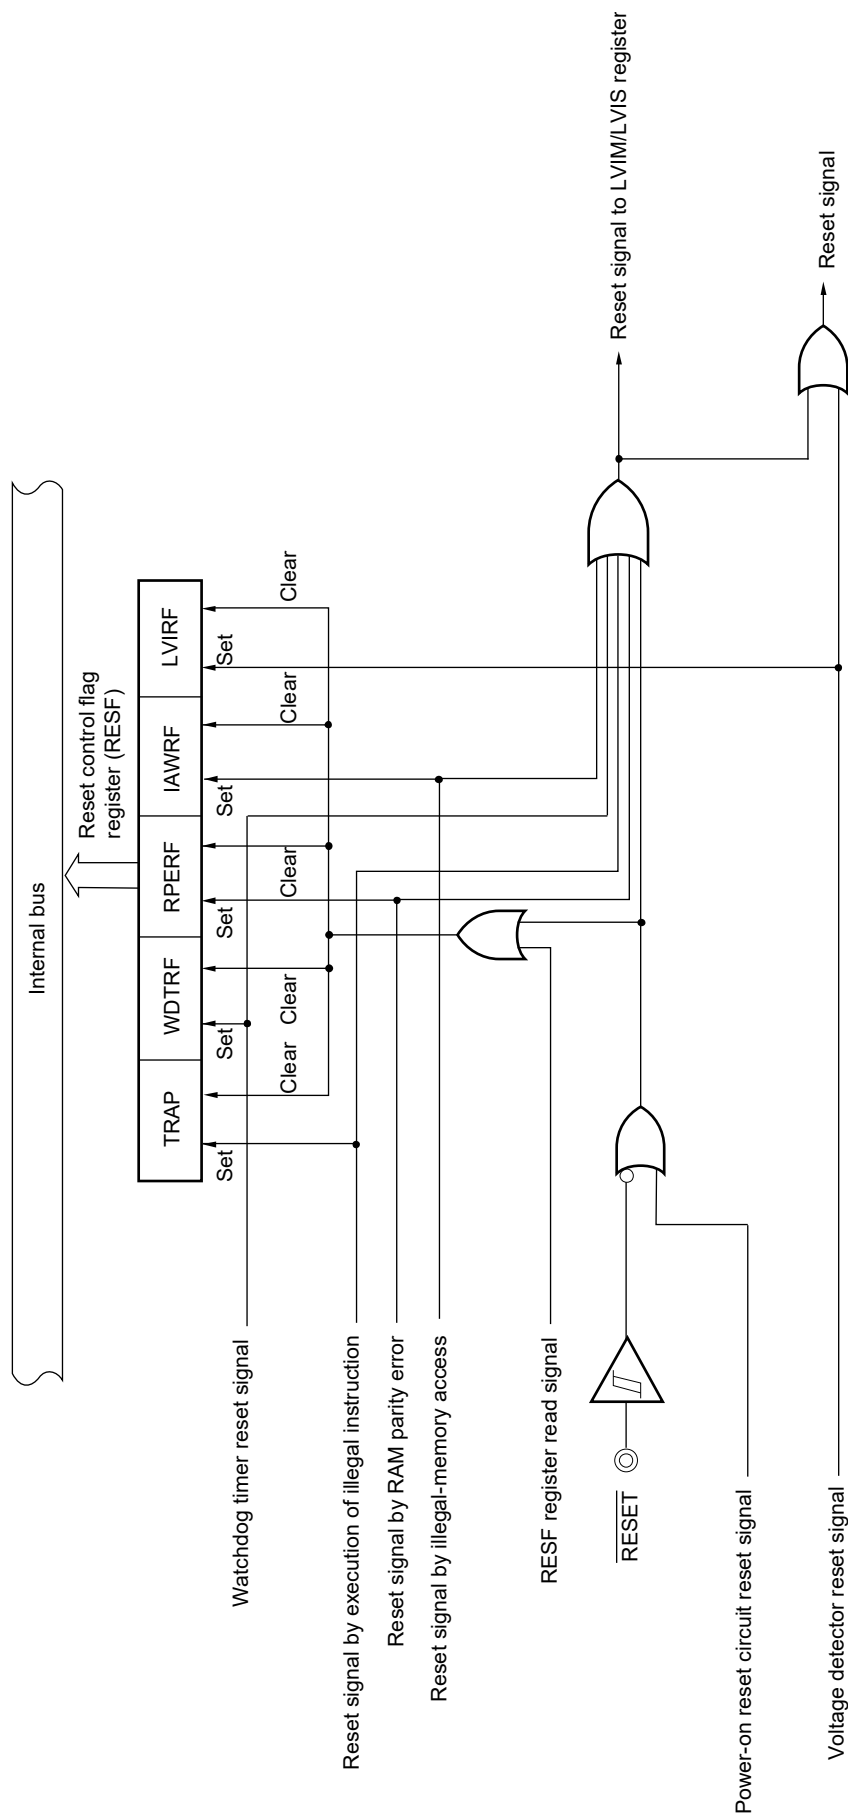 Internal bus
Reset control flag
register (RESF)
TRAP
WDTRF
RPERF
IAWRF
LVIRF
Set
Clear
Set
Clear
Set
Clear
Set
Clear
Set
Clear
Watchdog timer reset signal
Reset signal by execution of illegal instruction
Reset signal by RAM parity error
Reset signal by illegal-memory access
RESF register read signal
RESET
Power-on reset circuit reset signal
Voltage detector reset signal
Reset signal to LVIM/LVIS register
Reset signal